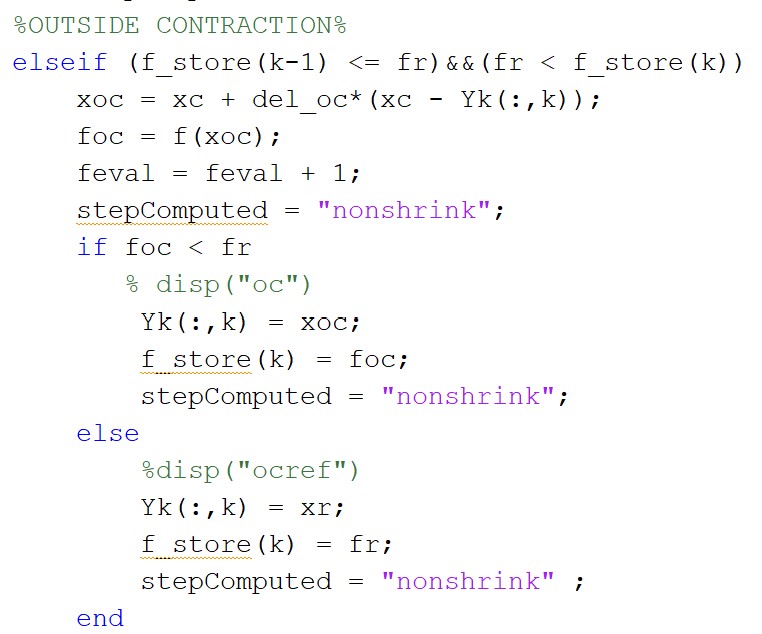 %OUTSIDE CONTRACTION%
elseif (f_store(k-1) <= fr)&&(fr < f_store(k))
xoc = xc + del_oc*(xc - Yk(:,k));
foc = f(xoc);
feval = feval + 1;
stepComputed = "nonshrink";
if foc < fr
% disp("oc")
Yk(:,k) = xoc;
f_store(k) = foc;
stepComputed = "nonshrink";
else
%disp("ocref")
Yk(:,k) = xr;
f_store(k) = fr;
stepComputed = "nonshrink" ;
end